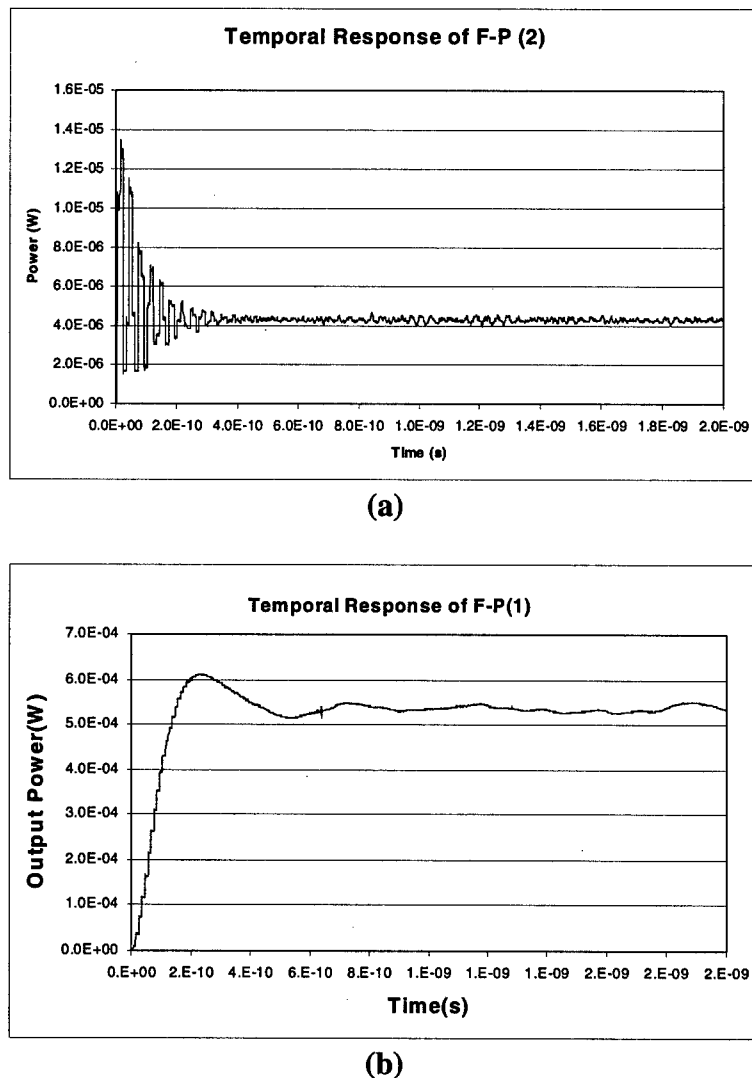 Temporal Response of F-P (2)
1.6E-05
1.4E-05
1.2E-05
1.0E-05
8.0E-06
6.0E-06
4.0E-06
2.0E-06
0.0E+00
Power (W)
0.0E+00 2.0E-10 4.0E-10 6.0E-10 8.0E-10 1.0E-09 1.2E-09 1.4E-09 1.6E-09 1.8E-09 2.0E-09
Time (s)
(a)
Temporal Response of F-P(1)
7.0E-04
6.0E-04
5.0E-04
4.0E-04
3.0E-04
2.0E-04
1.0E-04
0.0E+00
Output Power(W)
0.E+00 2.E-10 4.E-10 6.E-10 8.E-10 1.E-09 1.E-09 1.E-09 2.E-09 2.E-09 2.E-09
Time(s)
(b)